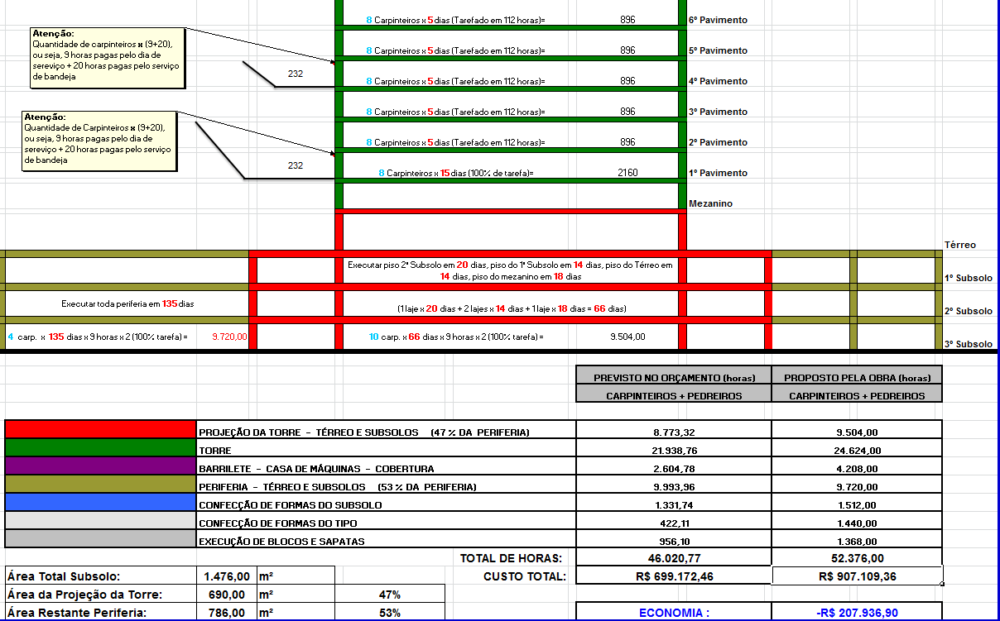 8 Carpinteiros x 5 dias (Tarefado em 112 horas)= 896 6º Pavimento
Atenção:
Quantidade de carpinteiros x (9+20),
ou seja, 9 horas pagas pelo dia de
sereviço + 20 horas pagas pelo serviço
de bandeja
8 Carpinteiros x 5 dias (Tarefado em 112 horas)= 896 5º Pavimento
232
8 Carpinteiros x 5 dias (Tarefado em 112 horas)= 896 4º Pavimento
8 Carpinteiros x 5 dias (Tarefado em 112 horas)= 896 3º Pavimento
Atenção:
Quantidade de Carpinteiros x (9+20),
ou seja, 9 horas pagas pelo dia de
sereviço + 20 horas pagas pelo serviço
de bandeja
8 Carpinteiros x 5 dias (Tarefado em 112 horas)= 896 2º Pavimento
232
8 Carpinteiros x 15 dias (100% de tarefa)= 2160 1º Pavimento
Mezanino
Térreo
Executar piso 2º Subsolo em 20 dias, piso do 1º Subsolo em 14 dias, piso do Térreo em
14 dias, piso do mezanino em 18 dias
1º Subsolo
Executar toda periferia em 135 dias
(1 laje x 20 dias + 2 lajes x 14 dias + 1 laje x 18 dias = 66 dias)
2º Subsolo
4 carp. x 135 dias x 9 horas x 2 (100% tarefa) = 9.720,00
10 carp. x 66 dias x 9 horas x 2 (100% tarefa) = 9.504,00
3º Subsolo
PREVISTO NO ORÇAMENTO (horas) PROPOSTO PELA OBRA (horas)
CARPINTEIROS + PEDREIROS CARPINTEIROS + PEDREIROS
PROJEÇÃO DA TORRE - TÉRREO E SUBSOLOS (47 % DA PERIFERIA) 8.773,32 9.504,00
TORRE 21.938,76 24.624,00
BARRILETE - CASA DE MÁQUINAS - COBERTURA 2.604,78 4.208,00
PERIFERIA - TÉRREO E SUBSOLOS (53 % DA PERIFERIA) 9.993,96 9.720,00
CONFECÇÃO DE FORMAS DO SUBSOLO 1.331,74 1.512,00
CONFECÇÃO DE FORMAS DO TIPO 422,11 1.440,00
EXECUÇÃO DE BLOCOS E SAPATAS 956,10 1.368,00
TOTAL DE HORAS: 46.020,77 52.376,00
Área Total Subsolo: 1.476,00 m² CUSTO TOTAL: R$ 699.172,46 R$ 907.109,36
Área da Projeção da Torre: 690,00 m² 47%
Área Restante Periferia: 786,00 m² 53% ECONOMIA : -R$ 207.936,90